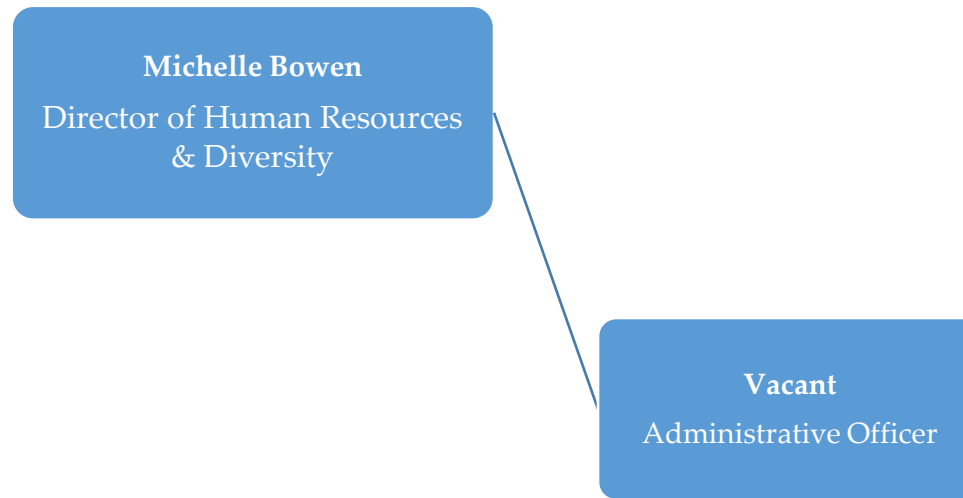 Michelle Bowen
Director of Human Resources
& Diversity
Vacant
Administrative Officer